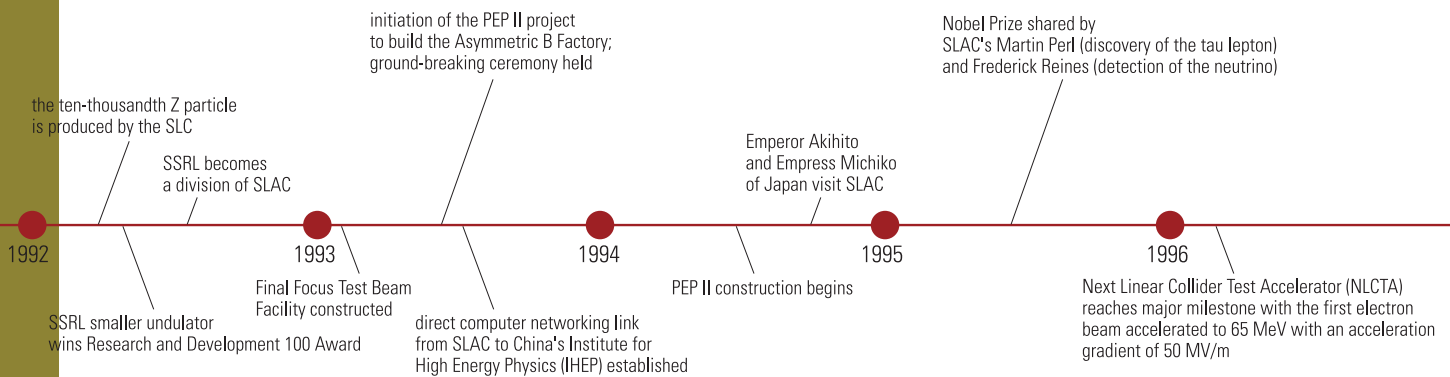 initiation of the PEP II project
to build the Asymmetric B Factory;
ground-breaking ceremony held
Nobel Prize shared by
SLAC's Martin Perl (discovery of the tau lepton)
and Frederick Reines (detection of the neutrino)
the ten-thousandth Z particle
is produced by the SLC
SSRL becomes
a division of SLAC
Emperor Akihito
and Empress Michiko
of Japan visit SLAC
1992
1993
1994
1995
1996
SSRL smaller undulator
wins Research and Development 100 Award
Final Focus Test Beam
Facility constructed
direct computer networking link
from SLAC to China's Institute for
High Energy Physics (IHEP) established
PEP II construction begins
Next Linear Collider Test Accelerator (NLCTA)
reaches major milestone with the first electron
beam accelerated to 65 MeV with an acceleration
gradient of 50 MV/m